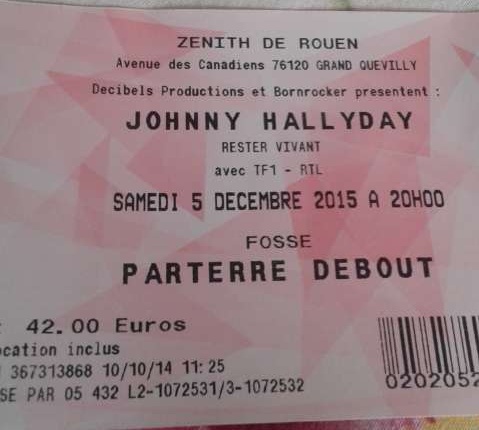 ZENITH DE ROUEN
Avenue des Canadiens 76120 GRAND QUEVILLY
Decibels Productions et Bornrocker presentent :
JOHNNY HALLYDAY
RESTER VIVANT
avec TF1 - RTL
SAMEDI 5 DECEMBRE 2015 A 20H00
FOSSE
PARTERRE DEBOUT
: 42.00 Euros
ocation inclus
367313868 10/10/14 11:25
SE PAR 05 432 L2-1072531/3-1072532
0202052